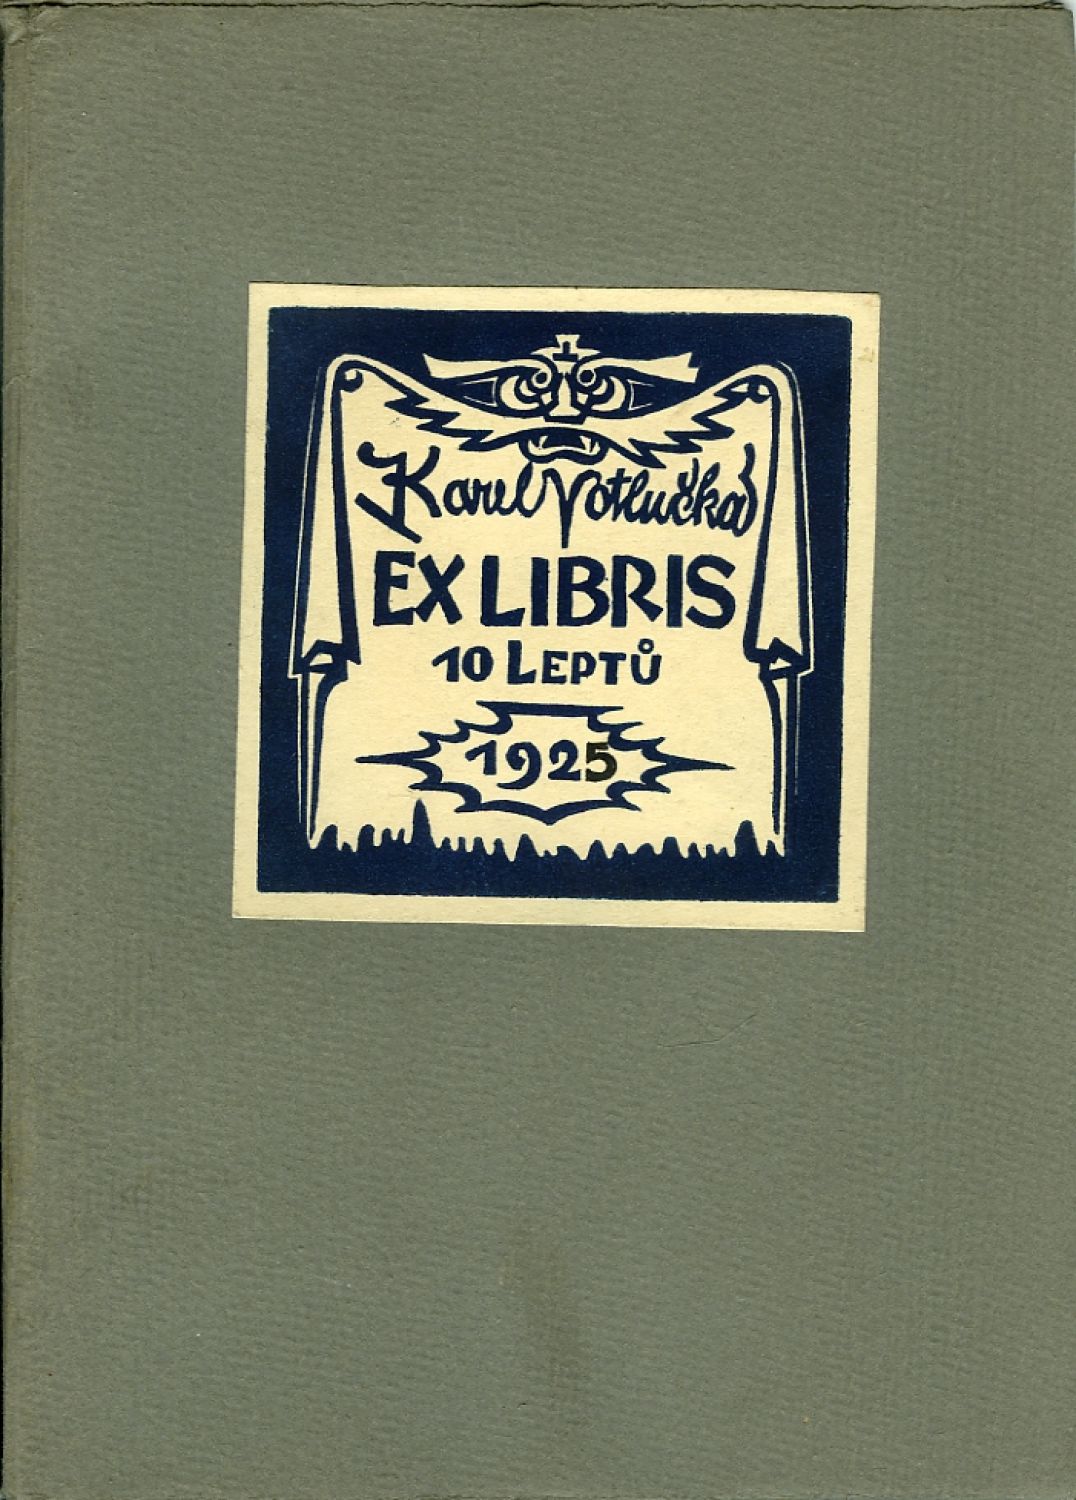 Karel Votlučka
EX LIBRIS
10 LEPTŮ
1925